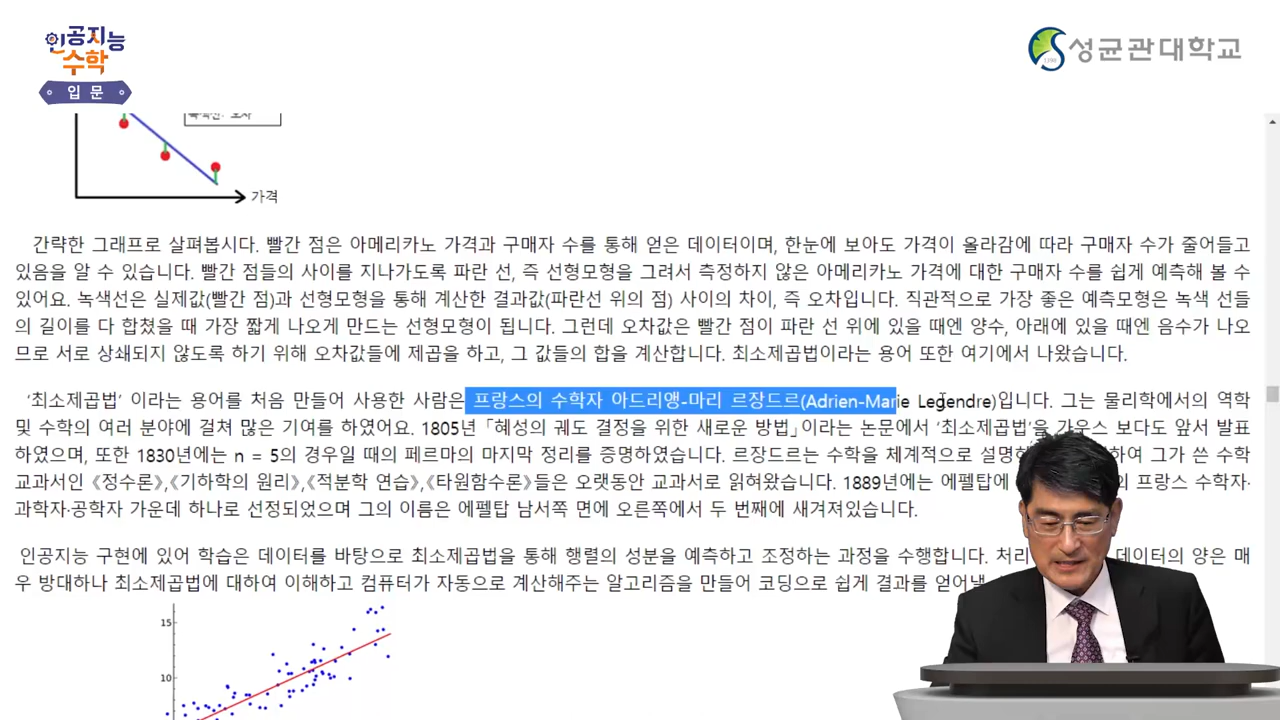 인공지능
수학
입 문
성균관대학교
가격
간략한 그래프로 살펴봅시다. 빨간 점은 아메리카노 가격과 구매자 수를 통해 얻은 데이터이며, 한눈에 보아도 가격이 올라감에 따라 구매자 수가 줄어들고
있음을 알 수 있습니다. 빨간 점들의 사이를 지나가도록 파란 선, 즉 선형모형을 그려서 측정하지 않은 아메리카노 가격에 대한 구매자 수를 쉽게 예측해 볼 수
있어요. 녹색선은 실제값(빨간 점)과 선형모형을 통해 계산한 결과값(파란선 위의 점) 사이의 차이, 즉 오차입니다. 직관적으로 가장 좋은 예측모형은 녹색 선들
의 길이를 다 합쳤을 때 가장 짧게 나오게 만드는 선형모형이 됩니다. 그런데 오차값은 빨간 점이 파란 선 위에 있을 때엔 양수, 아래에 있을 때엔 음수가 나오
므로 서로 상쇄되지 않도록 하기 위해 오차값들에 제곱을 하고, 그 값들의 합을 계산합니다. 최소제곱법이라는 용어 또한 여기에서 나왔습니다.
'최소제곱법' 이라는 용어를 처음 만들어 사용한 사람은 프랑스의 수학자 아드리앵-마리 르장드르(Adrien-Marie Legendre)입니다. 그는 물리학에서의 역학
및 수학의 여러 분야에 걸쳐 많은 기여를 하였어요. 1805년 「혜성의 궤도 결정을 위한 새로운 방법」이라는 논문에서 '최소제곱법'을 가우스 보다도 앞서 발표
하였으며, 또한 1830년에는 n = 5의 경우일 때의 페르마의 마지막 정리를 증명하였습니다. 르장드르는 수학을 체계적으로 하여 그가 쓴 수학
교과서인 《정수론》,《기하학의 원리》,《적분학 연습》,《타원함수론》들은 오랫동안 교과서로 읽혀왔습니다. 1889년에는 에펠탑에 프랑스 수학자·
과학자·공학자 가운데 하나로 선정되었으며 그의 이름은 에펠탑 남서쪽 면에 오른쪽에서 두 번째에 새겨져있습니다.
인공지능 구현에 있어 학습은 데이터를 바탕으로 최소제곱법을 통해 행렬의 성분을 예측하고 조정하는 과정을 수행합니다. 데이터의 양은 매
우 방대하나 최소제곱법에 대하여 이해하고 컴퓨터가 자동으로 계산해주는 알고리즘을 만들어 코딩으로 쉽게 결과를
15
10